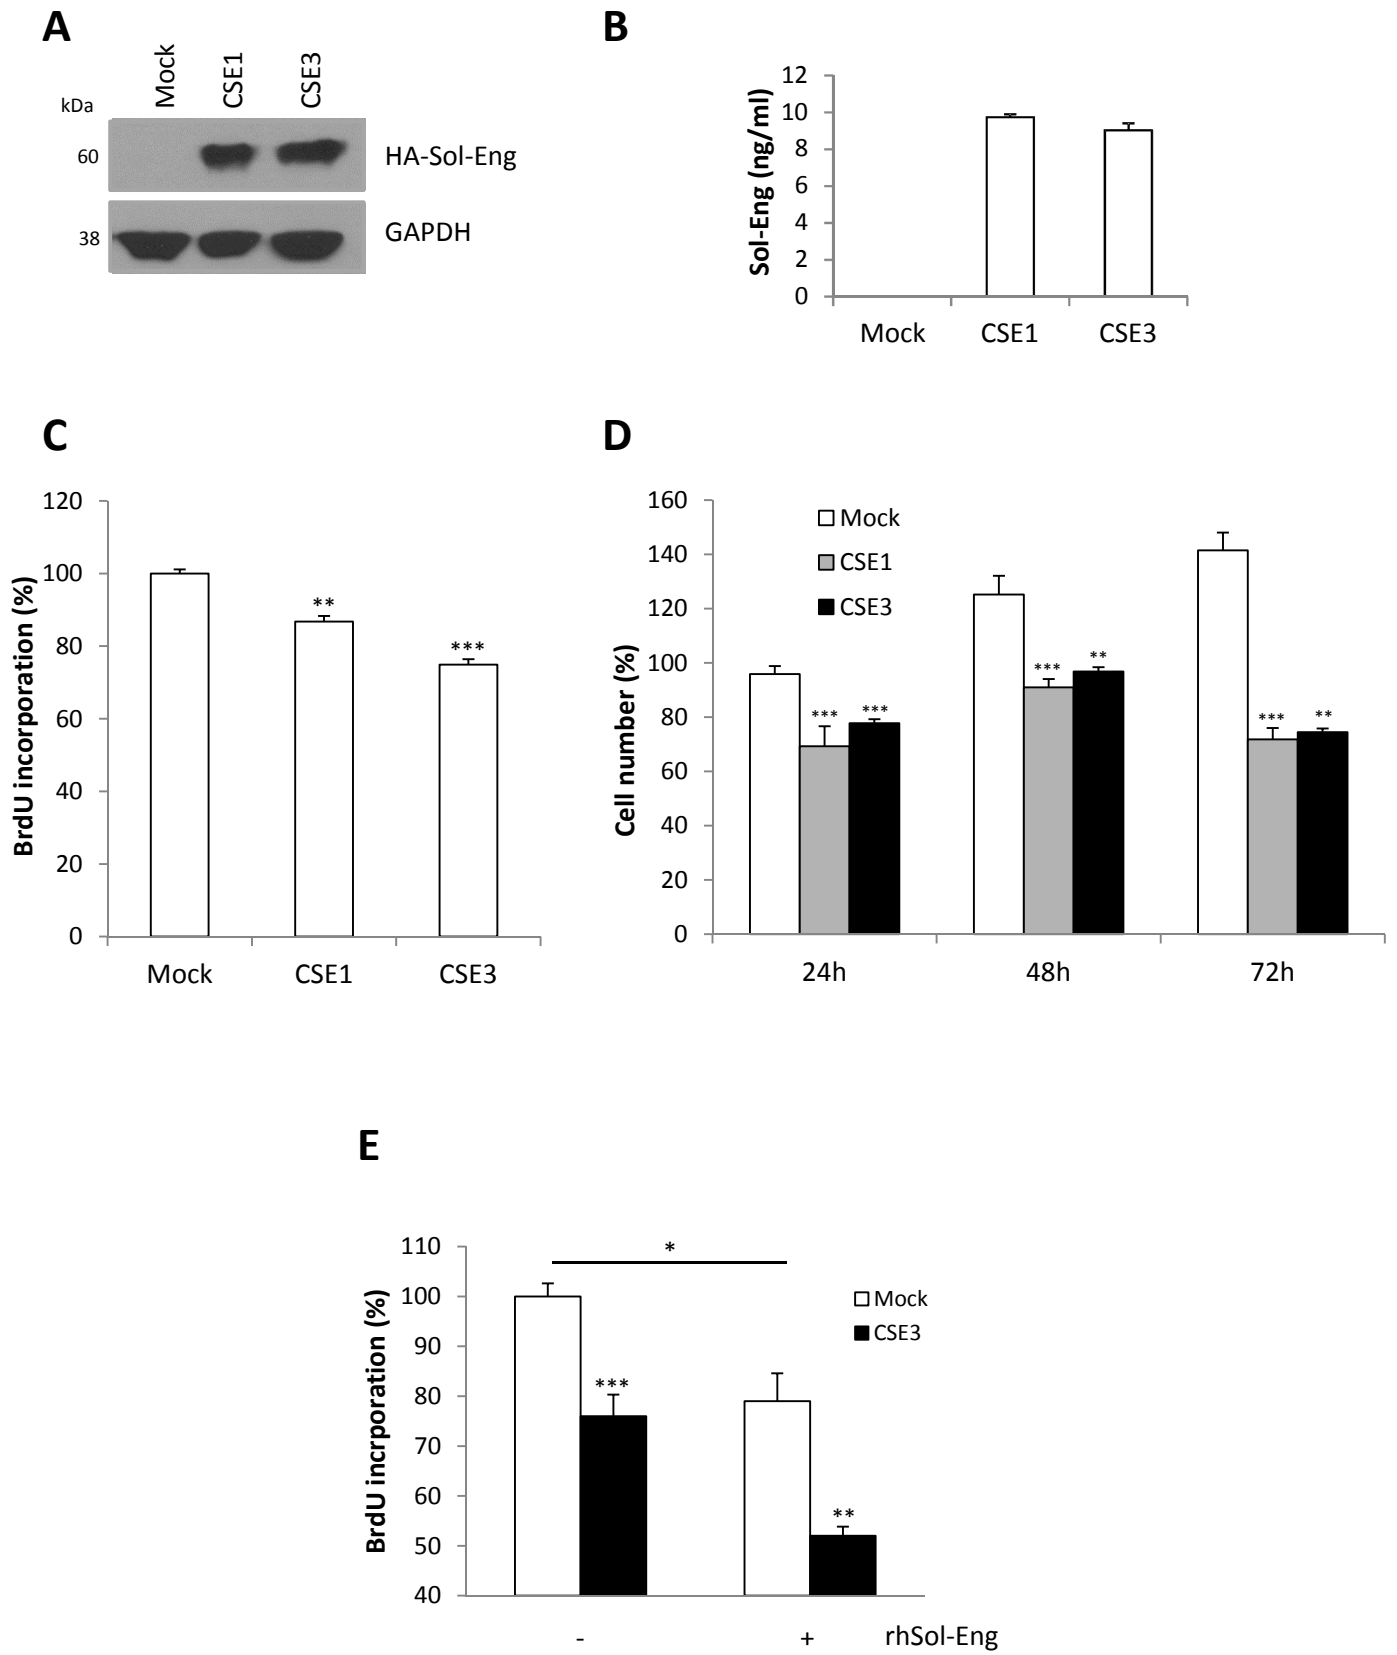 A
Mock
CSE1
CSE3
kDa
60
HA-Sol-Eng
38
GAPDH
B
Sol-Eng (ng/ml)
12
10
8
6
4
2
0
Mock
CSE1
CSE3
C
BrdU incorporation (%)
120
100
80
60
40
20
0
**
***
Mock
CSE1
CSE3
D
Cell number (%)
160
140
120
100
80
60
40
20
0
Mock
CSE1
CSE3
***
***
***
**
***
**
24h
48h
72h
E
BrdU incrporation (%)
110
100
90
80
70
60
50
40
*
***
**
Mock
CSE3
-
+
rhSol-Eng